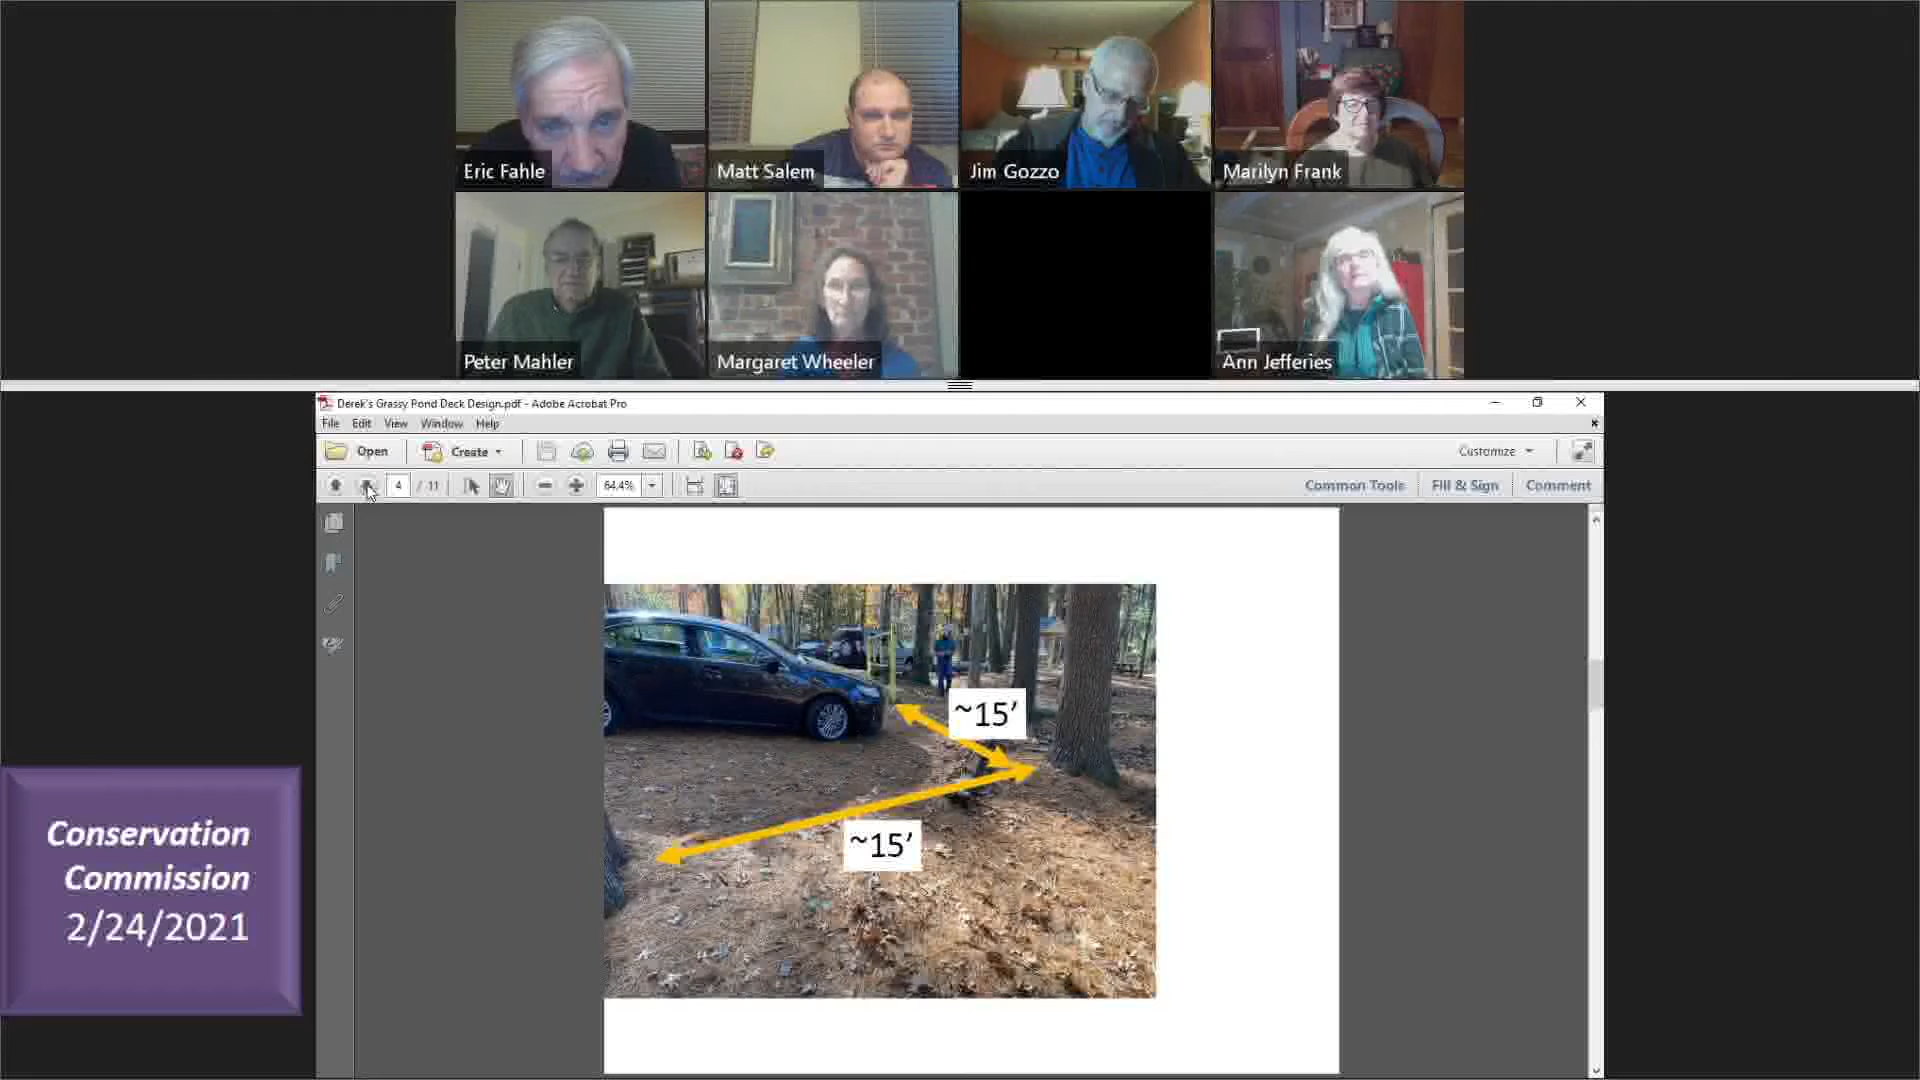 Eric Fahle
Matt Salem
Jim Gozzo
Marilyn Frank
Peter Mahler
Margaret Wheeler
Ann Jefferies
Derek's Grassy Pond Deck Design.pdf - Adobe Acrobat Pro
File Edit View Window Help
Open Create Customize
4 / 11 64.4% Common Tools Fill & Sign Comment
~15'
~15'
Conservation
Commission
2/24/2021